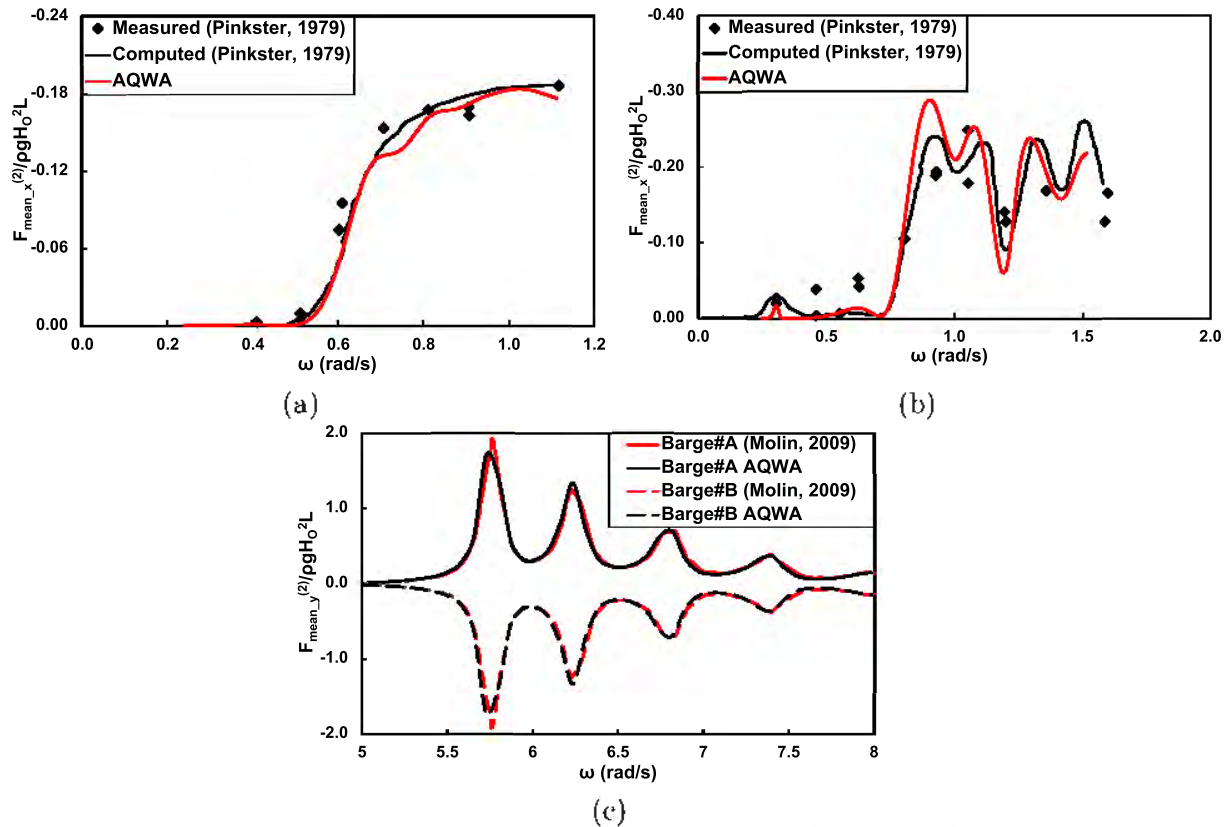 -0.24
-0.18
-0.12
-0.06
0.00
Fmean_x(2)/ρgHO2L
Measured (Pinkster, 1979)
Computed (Pinkster, 1979)
AQWA
0.0 0.2 0.4 0.6 0.8 1.0 1.2
ω (rad/s)
(a)
-0.40
-0.30
-0.20
-0.10
0.00
Fmean_x(2)/ρgHO2L
Measured (Pinkster, 1979)
Computed (Pinkster, 1979)
AQWA
0.0 0.5 1.0 1.5 2.0
ω (rad/s)
(b)
2.0
1.0
0.0
-1.0
-2.0
Fmean_y(2)/ρgHO2L
Barge#A (Molin, 2009)
Barge#A AQWA
Barge#B (Molin, 2009)
Barge#B AQWA
5 5.5 6 6.5 7 7.5 8
ω (rad/s)
(c)